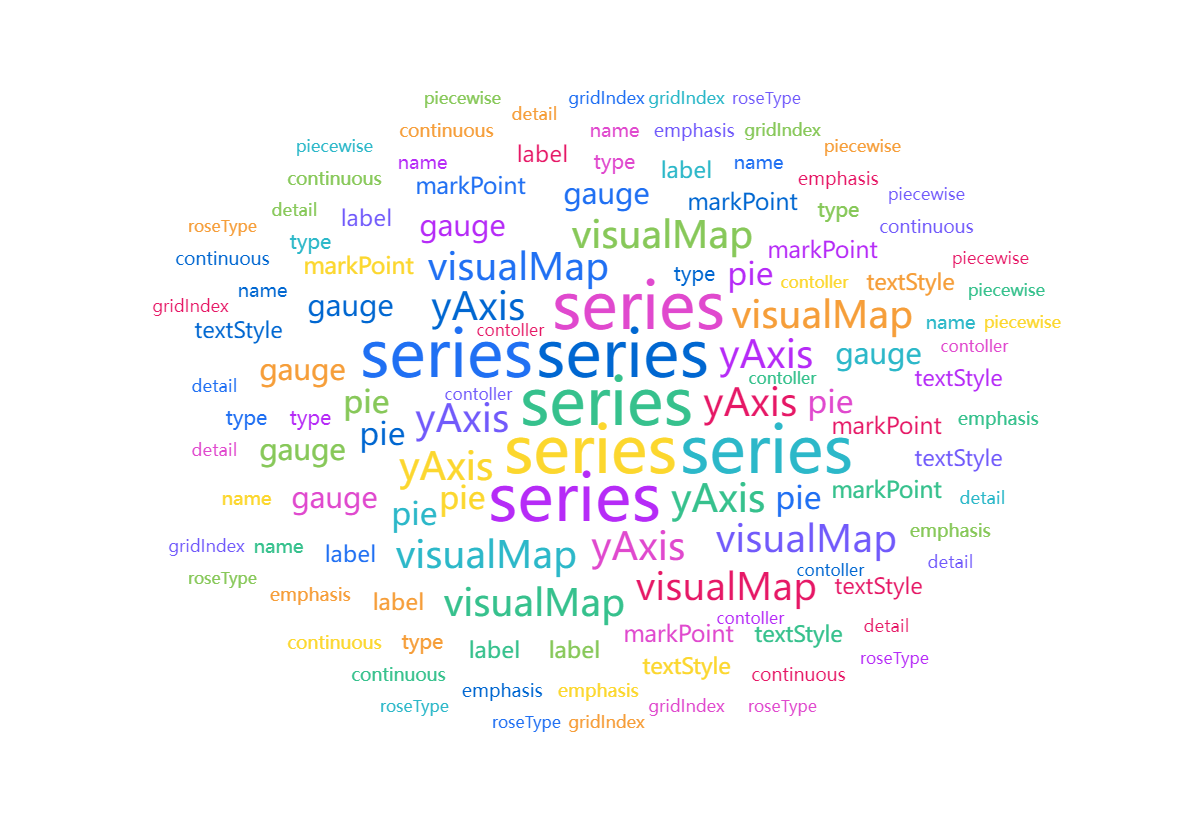 piecewise gridIndex gridIndex roseType
detail
continuous name emphasis gridIndex
piecewise label piecewise
name type label name
continuous markPoint emphasis
gauge markPoint piecewise
detail label type
roseType gauge visualMap continuous
type markPoint
continuous markPoint visualMap type pie piecewise
name contoller textStyle piecewise
gridIndex gauge yAxis series visualMap
textStyle contoller name piecewise
series series yAxis gauge contoller
gauge contoller textStyle
detail contoller
pie series yAxis pie
type type yAxis markPoint emphasis
pie
detail gauge series series textStyle
yAxis
name gauge pie series yAxis pie markPoint detail
pie
gridIndex name label visualMap yAxis visualMap emphasis
detail
roseType contoller
emphasis label visualMap visualMap textStyle
contoller
continuous type label label markPoint textStyle detail
roseType
continuous textStyle continuous
emphasis emphasis
roseType gridIndex roseType
roseType gridIndex